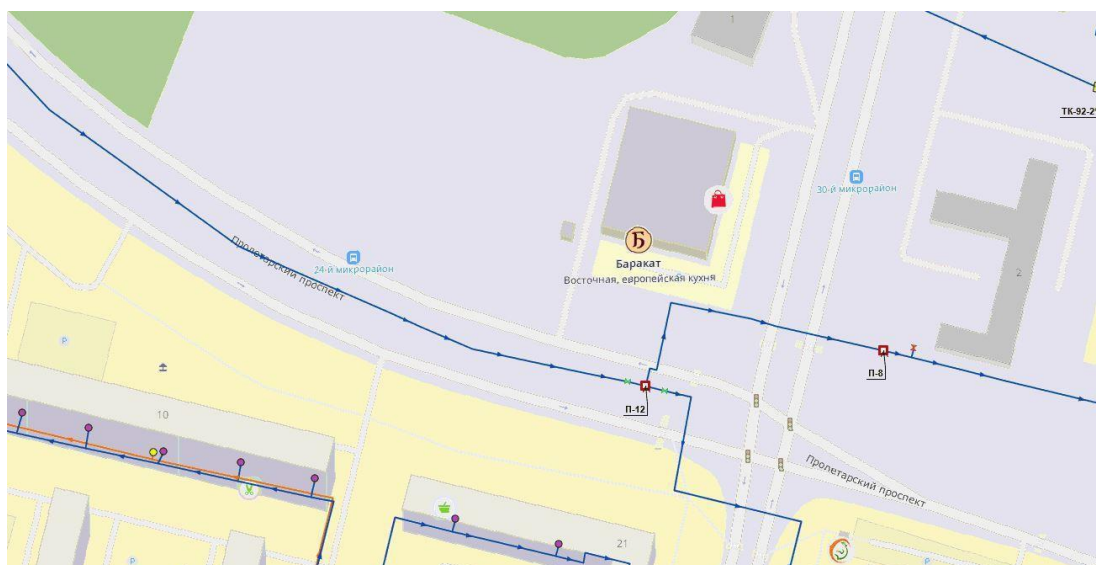 1
ТК-92-2
30-й микрорайон
Пролетарский проспект
24-й микрорайон
Б
Баракат
Восточная, европейская кухня
2
P
П-8
П-12
10
Пролетарский проспект
21
P
P